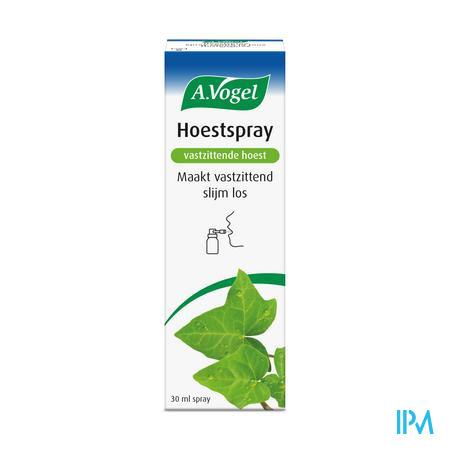 A.Vogel
Hoestspray
vastzittende hoest
Maakt vastzittend
slijm los
30 ml spray
IPM